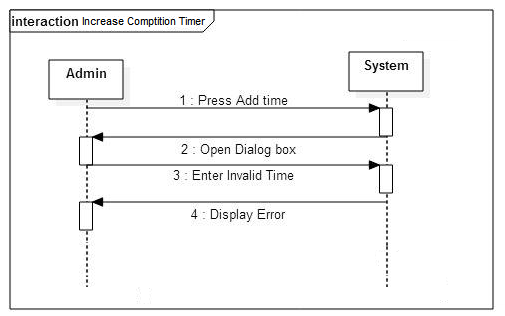 interaction Increase Comptition Timer
Admin
System
1 : Press Add time
2 : Open Dialog box
3 : Enter Invalid Time
4 : Display Error